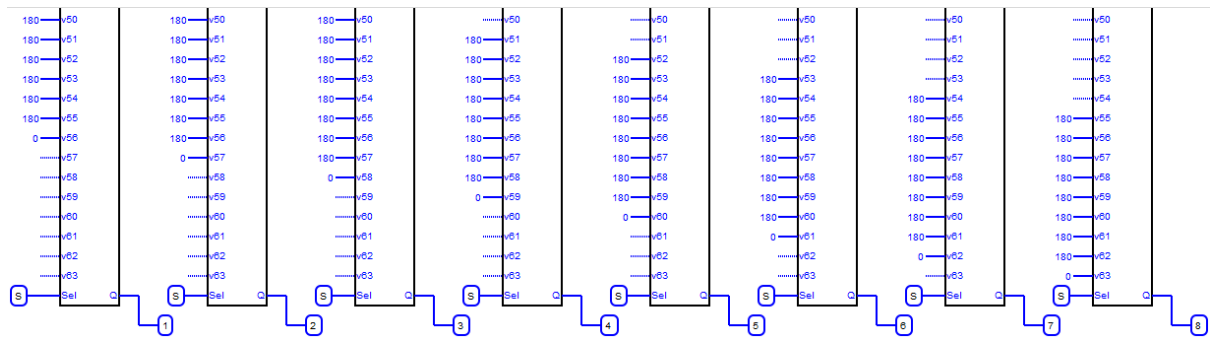 180 v50 180 v50 180 v50 v50 v50 v50 v50 v50
180 v51 180 v51 180 v51 180 v51 v51 v51 v51 v51
180 v52 180 v52 180 v52 180 v52 180 v52 v52 v52 v52
180 v53 180 v53 180 v53 180 v53 180 v53 180 v53 v53 v53
180 v54 180 v54 180 v54 180 v54 180 v54 180 v54 180 v54 v54
180 v55 180 v55 180 v55 180 v55 180 v55 180 v55 180 v55 180 v55
0 v56 180 v56 180 v56 180 v56 180 v56 180 v56 180 v56 180 v56
v57 0 v57 180 v57 180 v57 180 v57 180 v57 180 v57 180 v57
v58 v58 0 v58 180 v58 180 v58 180 v58 180 v58 180 v58
v59 v59 v59 0 v59 180 v59 180 v59 180 v59 180 v59
v60 v60 v60 v60 0 v60 180 v60 180 v60 180 v60
v61 v61 v61 v61 v61 0 v61 180 v61 180 v61
v62 v62 v62 v62 v62 v62 0 v62 180 v62
v63 v63 v63 v63 v63 v63 v63 0 v63
S Sel Q S Sel Q S Sel Q S Sel Q S Sel Q S Sel Q S Sel Q S Sel Q
1 2 3 4 5 6 7 8